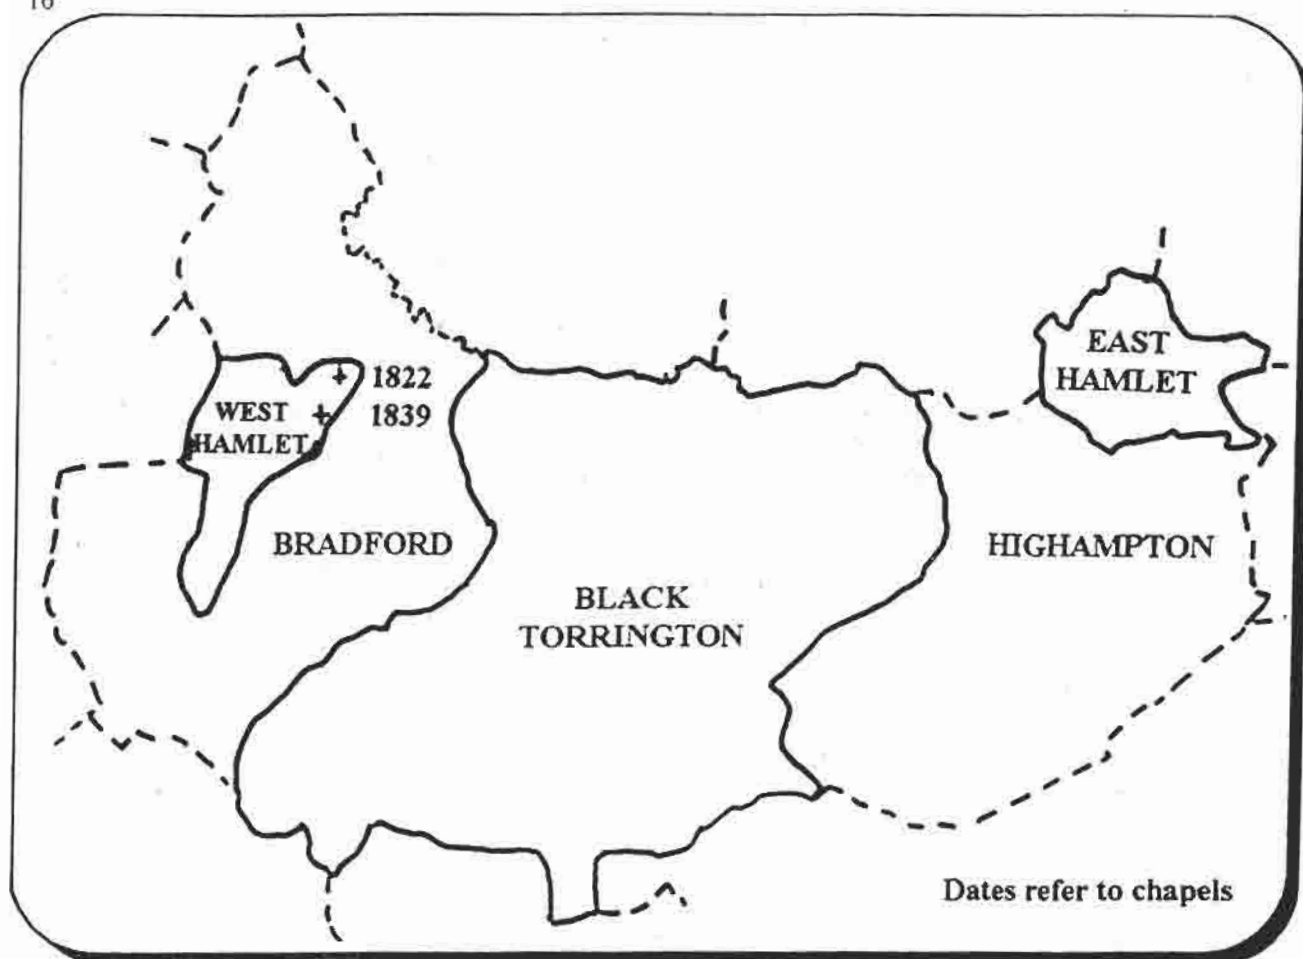 16
EAST
HAMLET
1822
WEST
1839
HAMLET
BRADFORD
HIGHAMPTON
BLACK
TORRINGTON
Dates refer to chapels